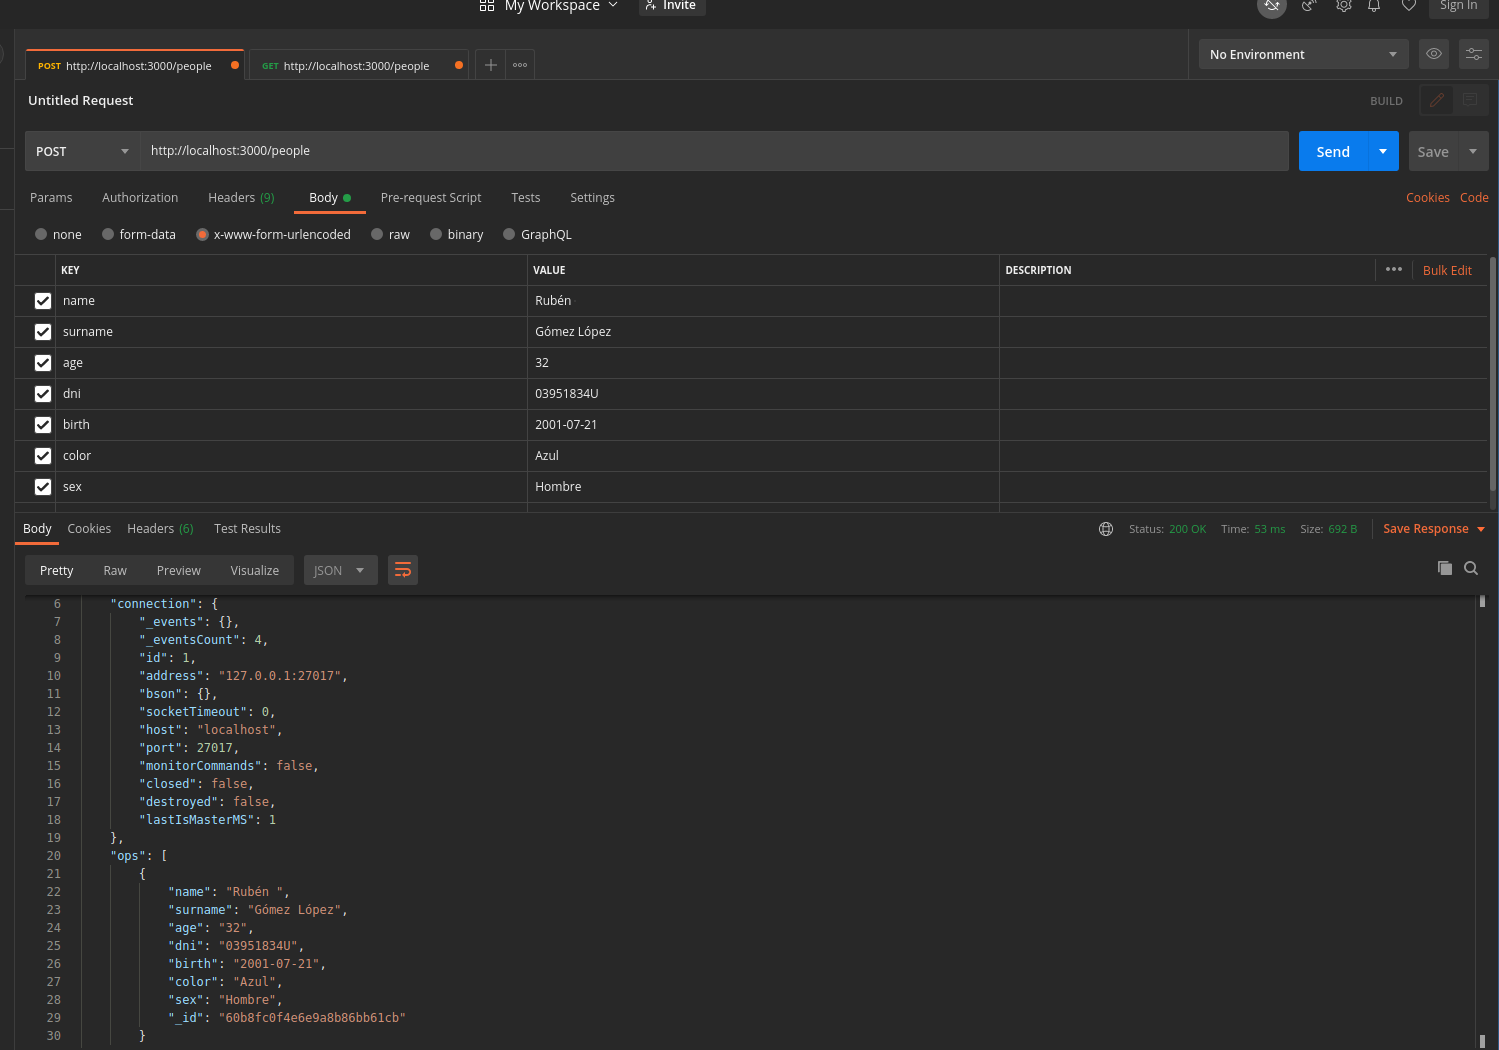 My Workspace Invite Sign In
POST http://localhost:3000/people GET http://localhost:3000/people No Environment
Untitled Request BUILD
POST http://localhost:3000/people Send Save
Params Authorization Headers (9) Body Pre-request Script Tests Settings Cookies Code
none form-data x-www-form-urlencoded raw binary GraphQL
KEY VALUE DESCRIPTION Bulk Edit
name Rubén
surname Gómez López
age 32
dni 03951834U
birth 2001-07-21
color Azul
sex Hombre
Body Cookies Headers (6) Test Results Status: 200 OK Time: 53 ms Size: 692 B Save Response
Pretty Raw Preview Visualize JSON
6 "connection": {
7 "_events": {},
8 "_eventsCount": 4,
9 "id": 1,
10 "address": "127.0.0.1:27017",
11 "bson": {},
12 "socketTimeout": 0,
13 "host": "localhost",
14 "port": 27017,
15 "monitorCommands": false,
16 "closed": false,
17 "destroyed": false,
18 "lastIsMasterMS": 1
19 },
20 "ops": [
21 {
22 "name": "Rubén ",
23 "surname": "Gómez López",
24 "age": "32",
25 "dni": "03951834U",
26 "birth": "2001-07-21",
27 "color": "Azul",
28 "sex": "Hombre",
29 "_id": "60b8fc0f4e6e9a8b86bb61cb"
30 }